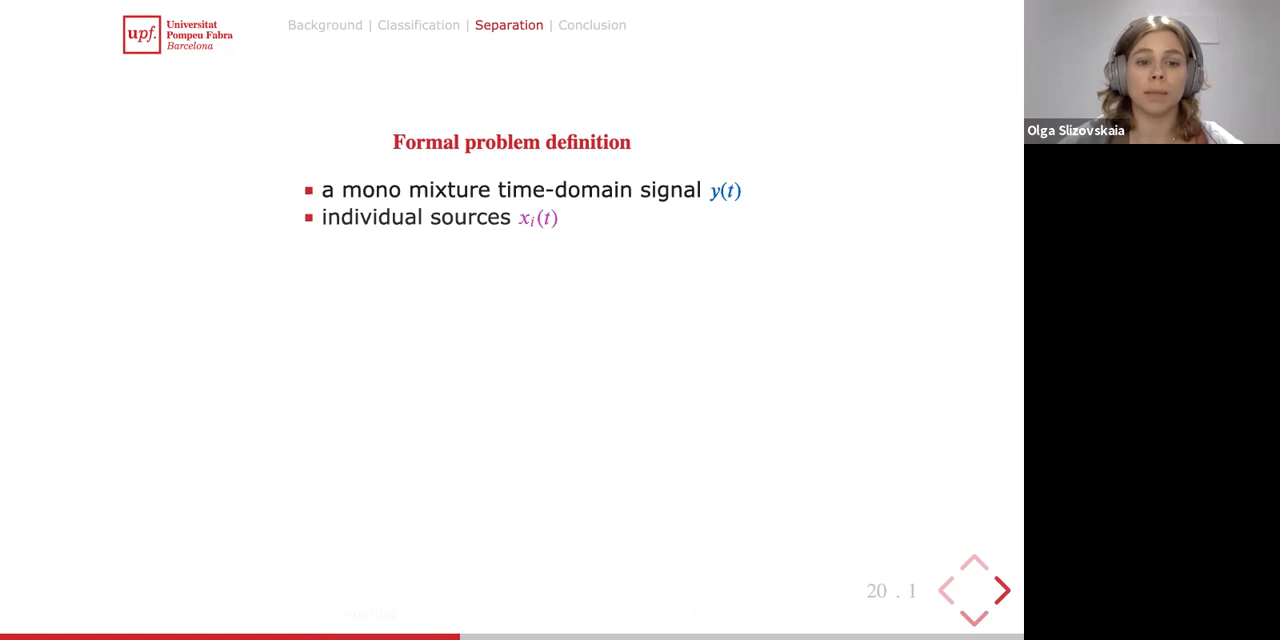 upf.
Universitat
Pompeu Fabra
Barcelona
Background | Classification | Separation | Conclusion
Olga Slizovskaia
Formal problem definition
a mono mixture time-domain signal y(t)
individual sources xᵢ(t)
20 . 1